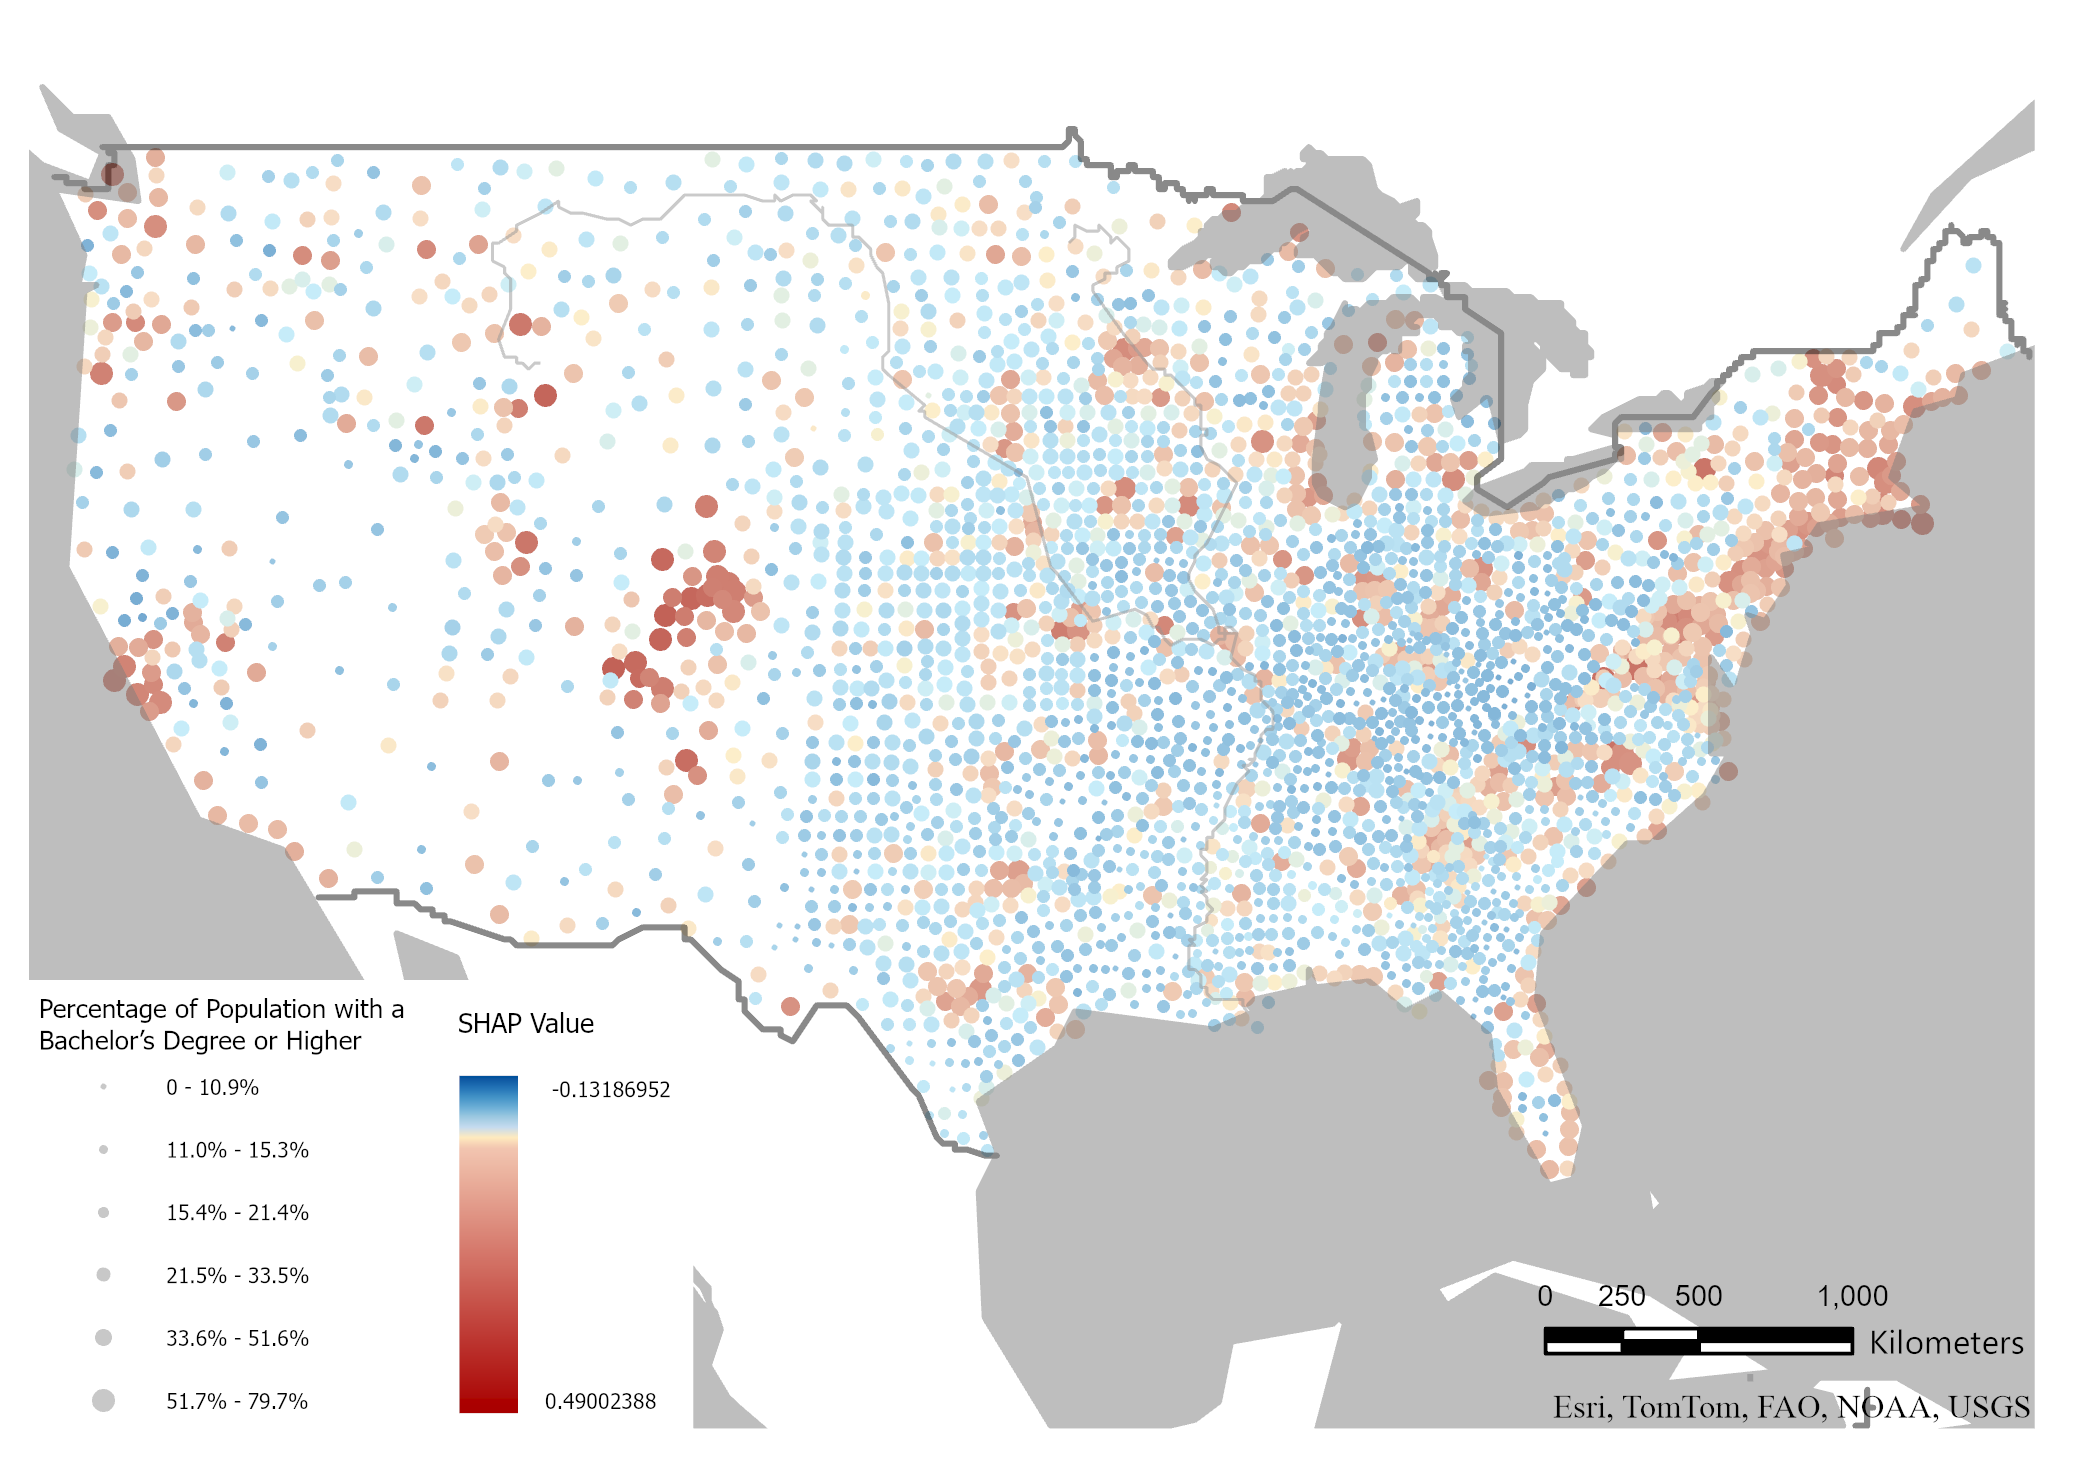 Percentage of Population with a
Bachelor's Degree or Higher
0 - 10.9%
11.0% - 15.3%
15.4% - 21.4%
21.5% - 33.5%
33.6% - 51.6%
51.7% - 79.7%
SHAP Value
-0.13186952
0.49002388
0 250 500 1,000
Kilometers
Esri, TomTom, FAO, NOAA, USGS